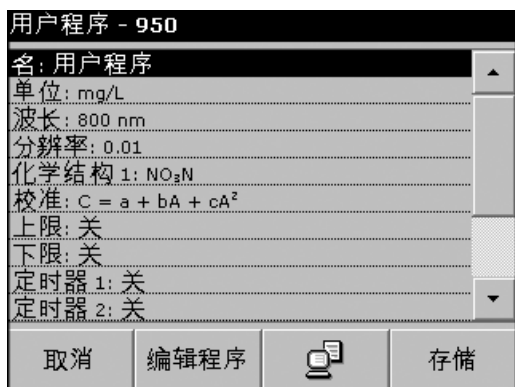 用户程序 - 950
名: 用户程序
单位: mg/L
波长: 800 nm
分辨率: 0.01
化学结构 1: NO₃N
校准: C = a + bA + cA²
上限: 关
下限: 关
定时器 1: 关
定时器 2: 关
取消 编辑程序 存储